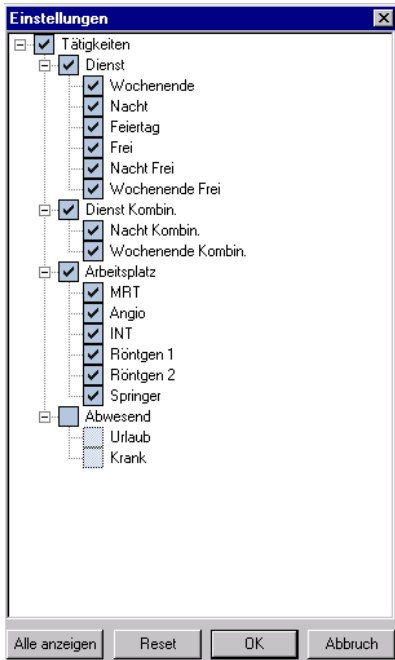 Einstellungen
Tätigkeiten
Dienst
Wochenende
Nacht
Feiertag
Frei
Nacht Frei
Wochenende Frei
Dienst Kombin.
Nacht Kombin.
Wochenende Kombin.
Arbeitsplatz
MRT
Angio
INT
Röntgen 1
Röntgen 2
Springer
Abwesend
Urlaub
Krank
Alle anzeigen Reset OK Abbruch